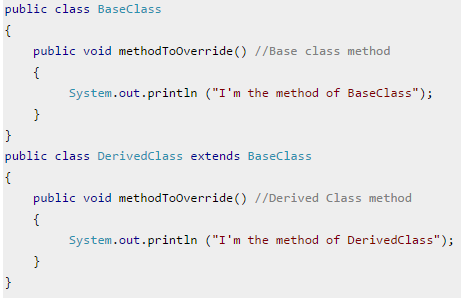 public class BaseClass
{
    public void methodToOverride() //Base class method
    {
         System.out.println ("I'm the method of BaseClass");
    }
}
public class DerivedClass extends BaseClass
{
    public void methodToOverride() //Derived Class method
    {
         System.out.println ("I'm the method of DerivedClass");
    }
}